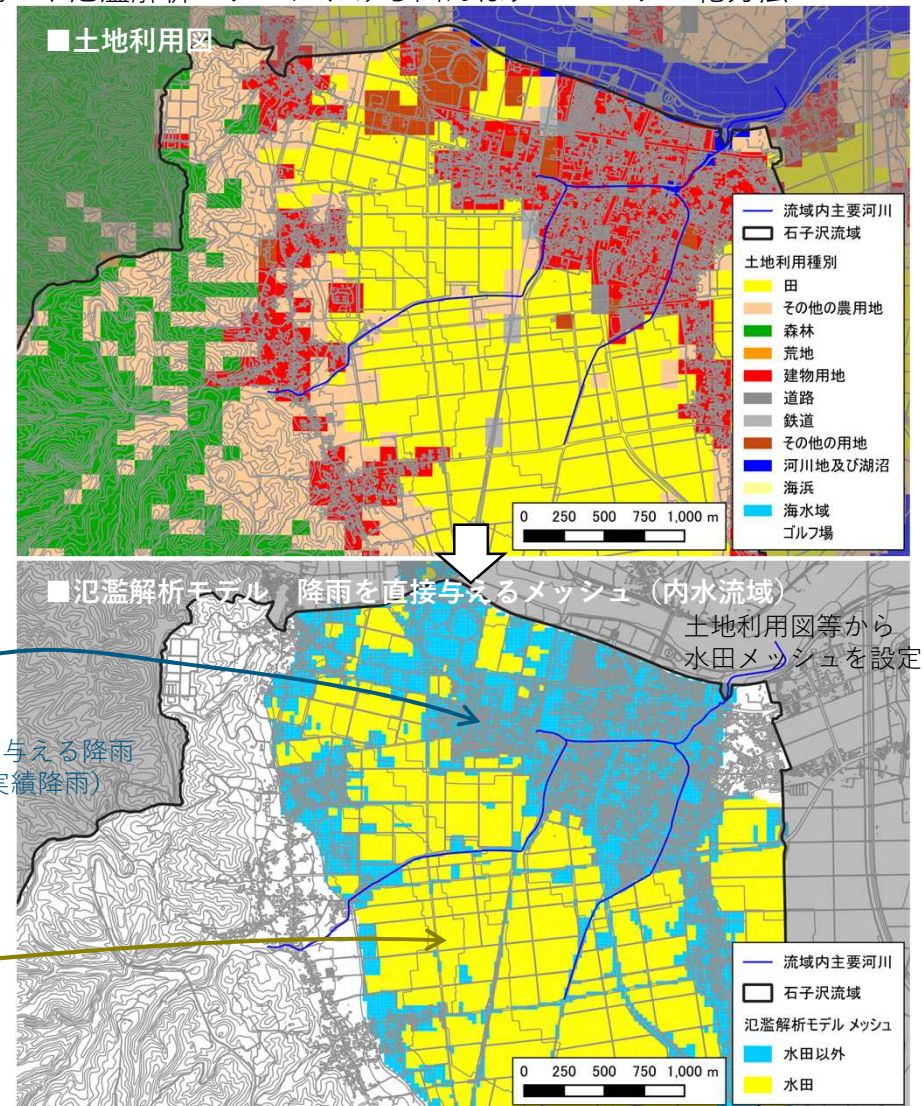 ■土地利用図
流域内主要河川
石子沢流域
土地利用種別
田
その他の農用地
森林
荒地
建物用地
道路
鉄道
その他の用地
河川地及び湖沼
海浜
海水域
ゴルフ場
0 250 500 750 1,000 m
■氾濫解析モデル 降雨を直接与えるメッシュ（内水流域）
土地利用図等から
水田メッシュを設定
与える降雨
実績降雨）
流域内主要河川
石子沢流域
氾濫解析モデル メッシュ
水田以外
水田
0 250 500 750 1,000 m